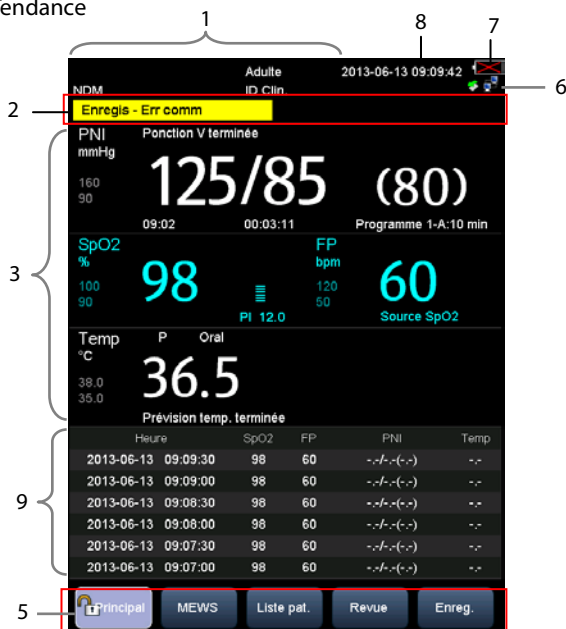 Tendance
1
8
7
Adulte 2013-06-13 09:09:42
NDM ID Clin.
6
2
Enregis - Err comm
PNI Ponction V terminée
mmHg
160
90
125/85 (80)
09:02 00:03:11 Programme 1-A:10 min
3
SpO2 FP
% bpm
100
90
98
120
50
60
PI 12.0 Source SpO2
Temp P Oral
°C
38.0
35.0
36.5
Prévision temp. terminée
9
Heure SpO2 FP PNI Temp
2013-06-13 09:09:30 98 60 -.-/-.-(-.-) -.-
2013-06-13 09:09:00 98 60 -.-/-.-(-.-) -.-
2013-06-13 09:08:30 98 60 -.-/-.-(-.-) -.-
2013-06-13 09:08:00 98 60 -.-/-.-(-.-) -.-
2013-06-13 09:07:30 98 60 -.-/-.-(-.-) -.-
2013-06-13 09:07:00 98 60 -.-/-.-(-.-) -.-
5
Principal MEWS Liste pat. Revue Enreg.